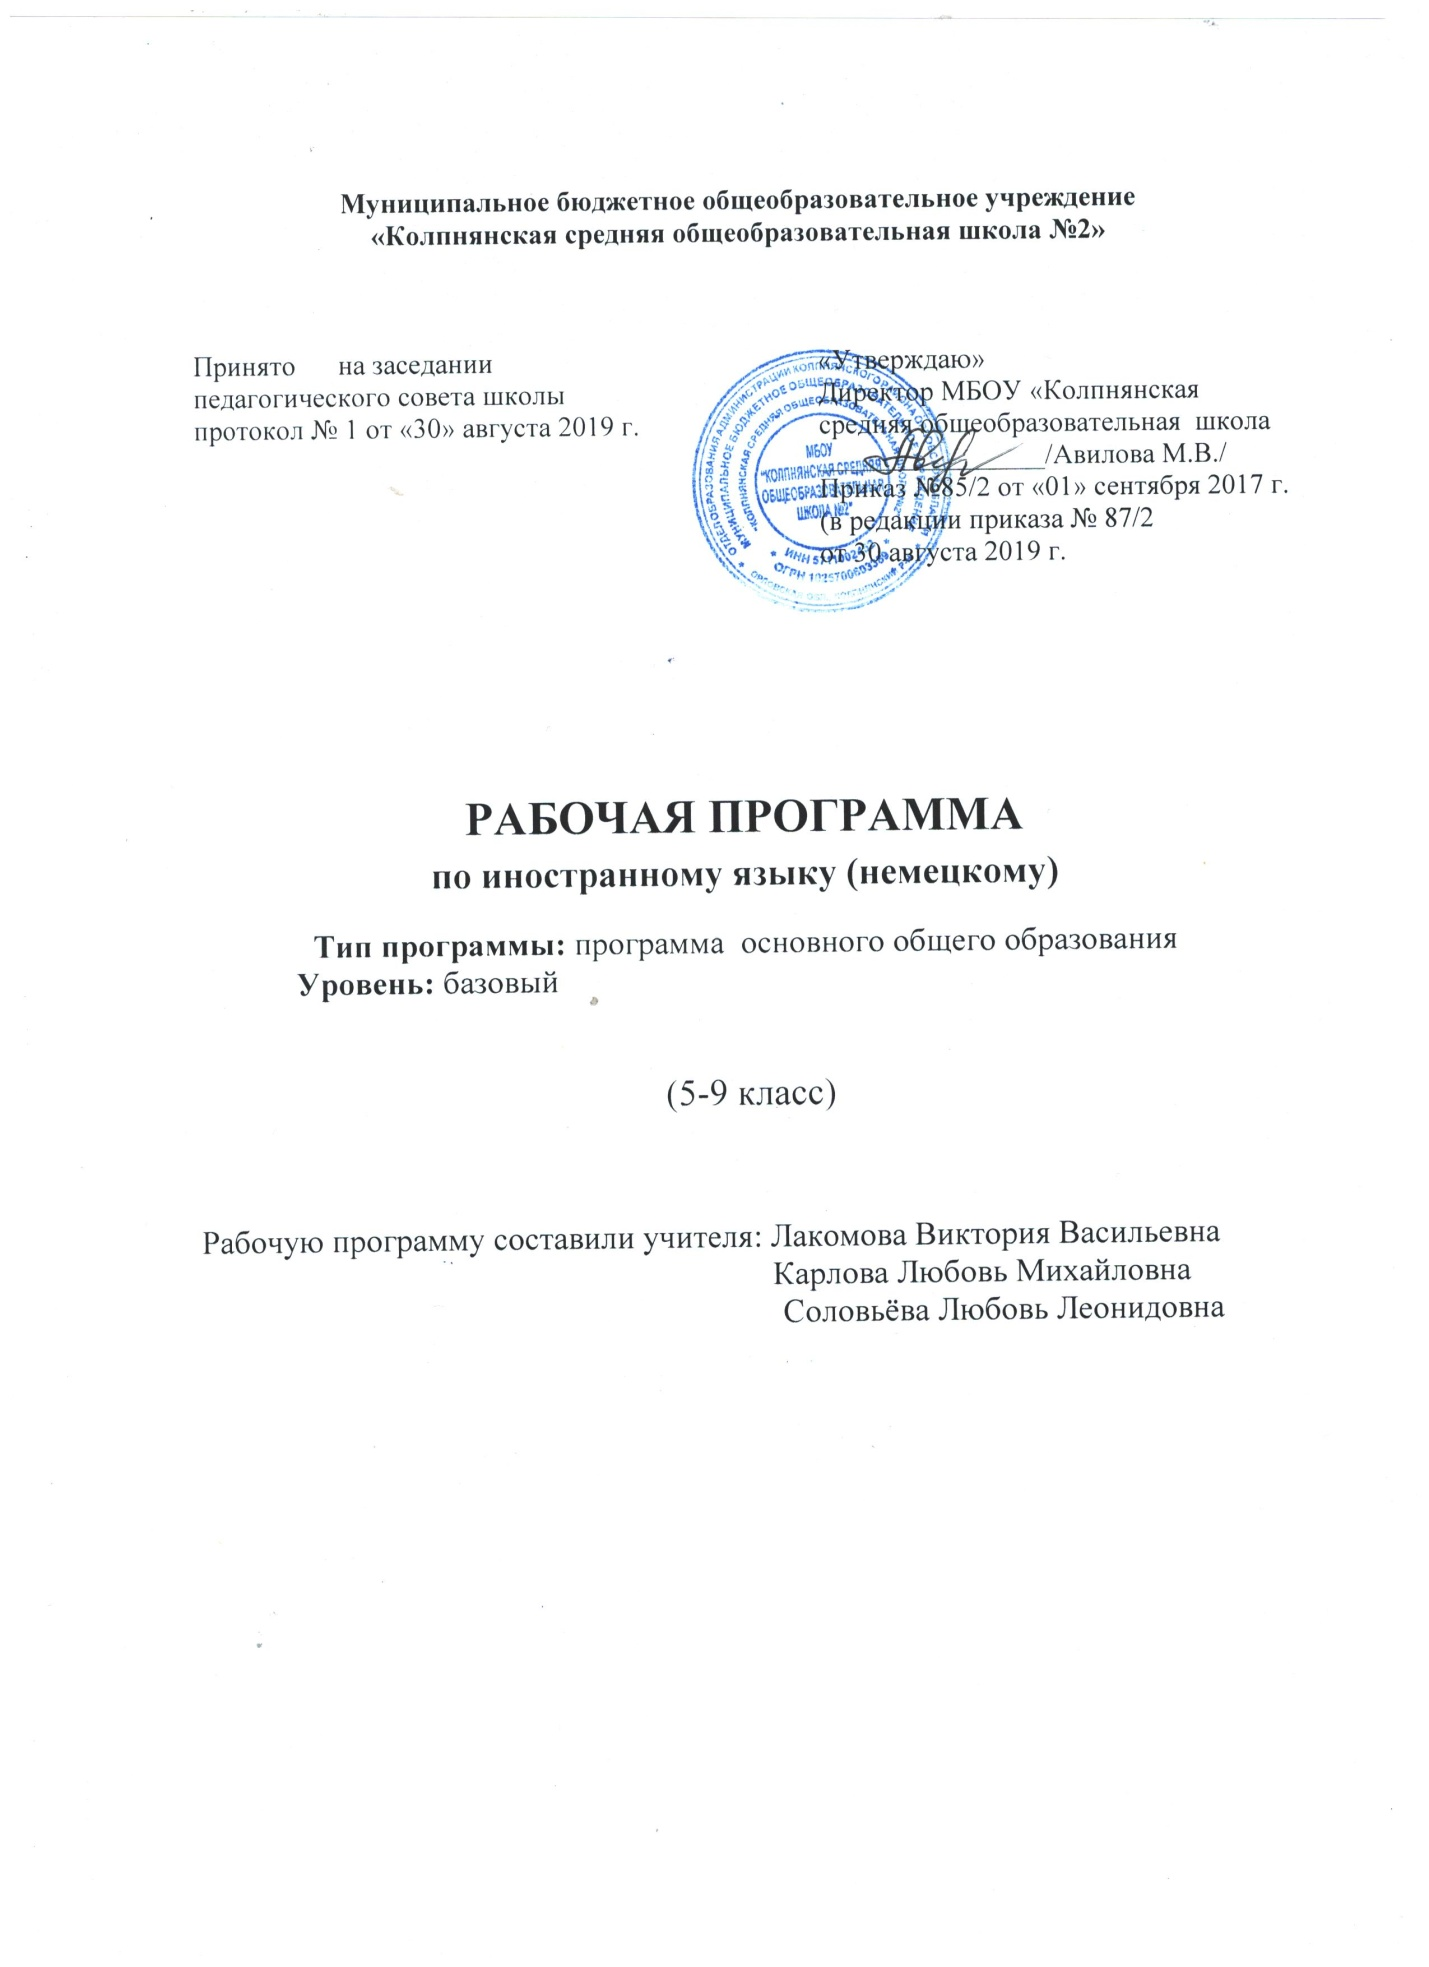 Муниципальное бюджетное общеобразовательное учреждение
«Колпнянская средняя общеобразовательная школа №2»
Принято на заседании
педагогического совета школы
протокол № 1 от «30» августа 2019 г.
«Утверждаю»
Директор МБОУ «Колпнянская
средняя общеобразовательная школа
/Авилова М.В./
Приказ №85/2 от «01» сентября 2017 г.
(в редакции приказа № 87/2
от 30 августа 2019 г.
МБОУ
"КОЛПНЯНСКАЯ СРЕДНЯЯ
ОБЩЕОБРАЗОВАТЕЛЬНАЯ
ШКОЛА №2"
РАБОЧАЯ ПРОГРАММА
по иностранному языку (немецкому)
Тип программы: программа основного общего образования
Уровень: базовый
(5-9 класс)
Рабочую программу составили учителя: Лакомова Виктория Васильевна
Карлова Любовь Михайловна
Соловьёва Любовь Леонидовна